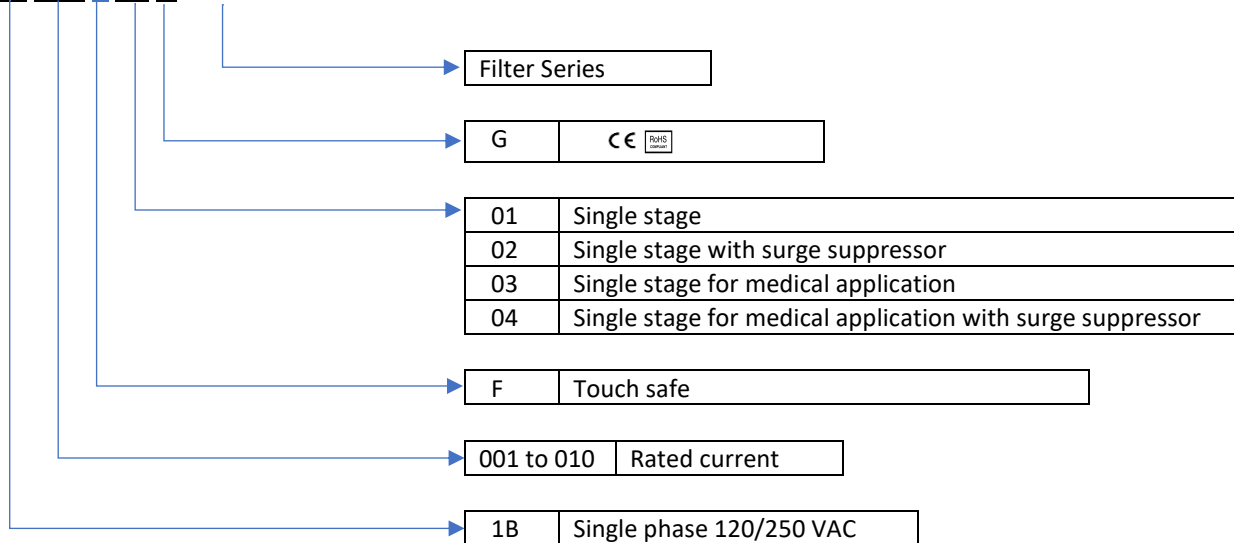 Filter Series
G CE RoHS COMPLIANT
01 Single stage
02 Single stage with surge suppressor
03 Single stage for medical application
04 Single stage for medical application with surge suppressor
F Touch safe
001 to 010 Rated current
1B Single phase 120/250 VAC